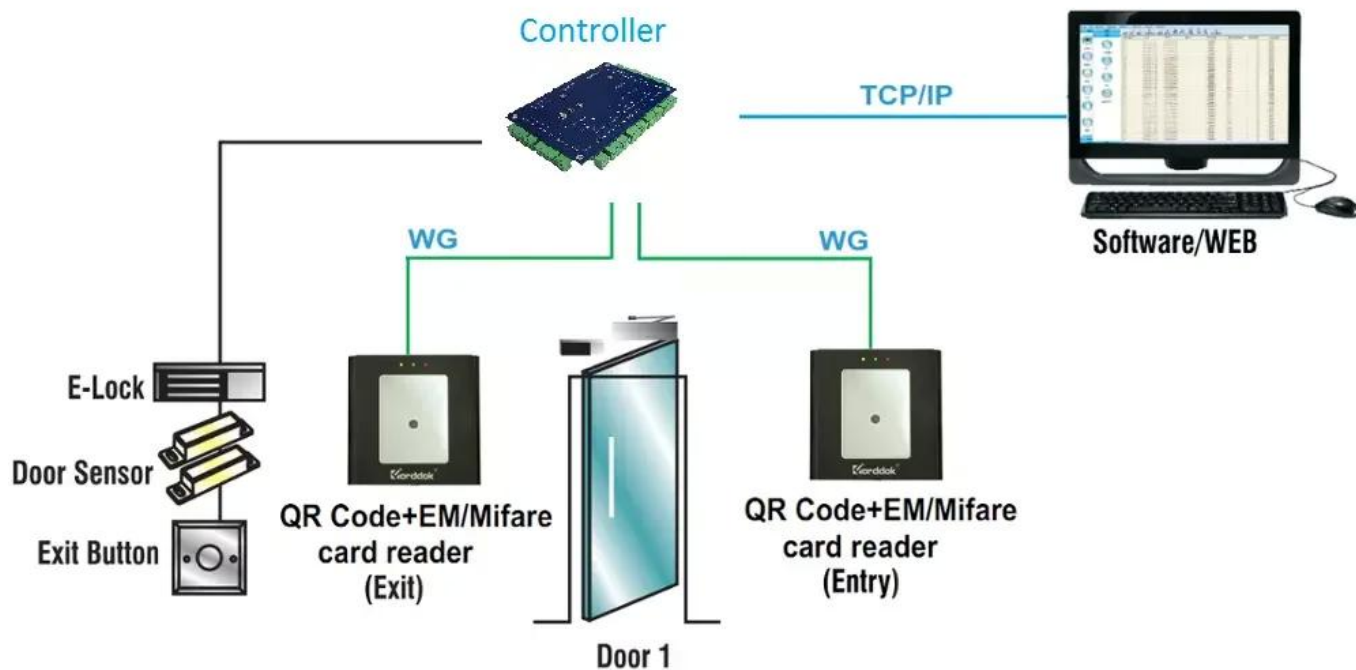 Controller
TCP/IP
WG
WG
Software/WEB
E-Lock
Door Sensor
Exit Button
QR Code+EM/Mifare
card reader
(Exit)
QR Code+EM/Mifare
card reader
(Entry)
Door 1